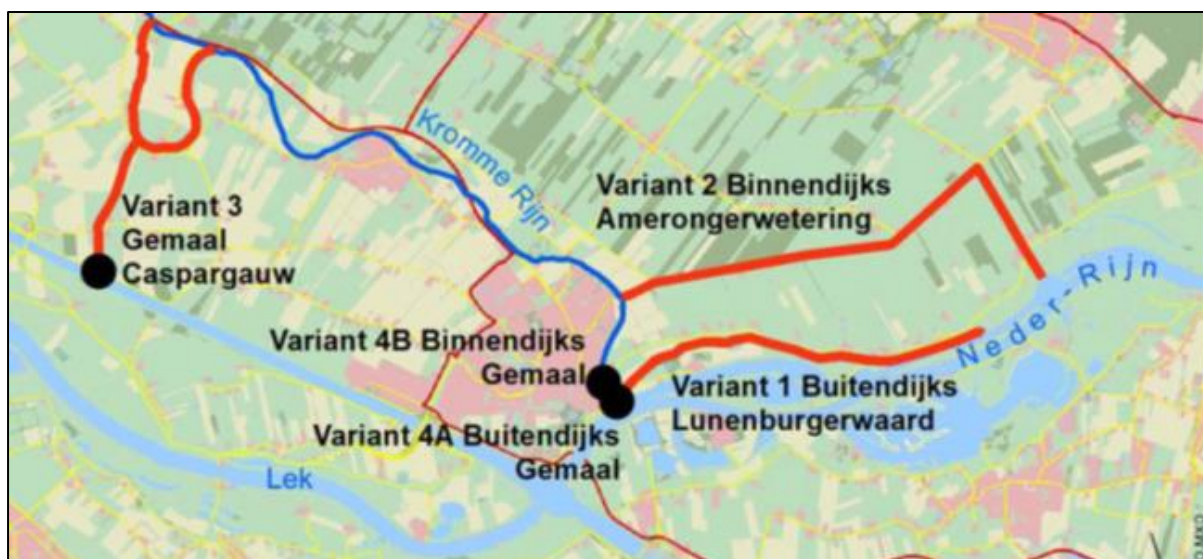 Kromme Rijn
Variant 2 Binnendijks
Amerongerwetering
Variant 3
Gemaal
Caspargauw
Neder-Rijn
Variant 4B Binnendijks
Gemaal
Variant 1 Buitendijks
Lunenburgerwaard
Variant 4A Buitendijks
Gemaal
Lek